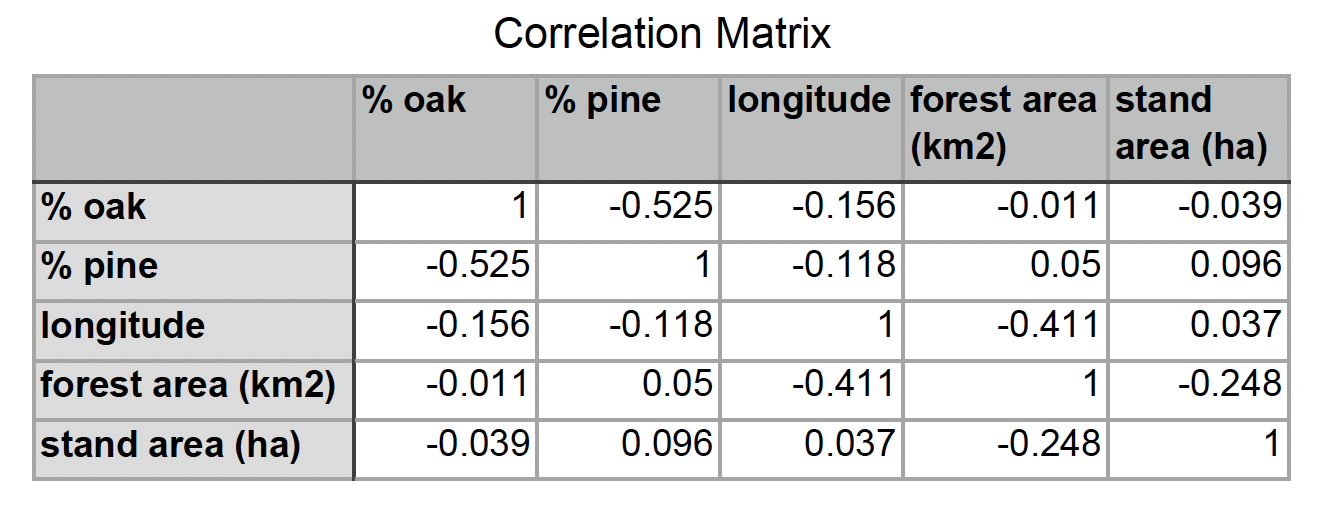 Correlation Matrix
% oak % pine longitude forest area (km2) stand area (ha)
% oak 1 -0.525 -0.156 -0.011 -0.039
% pine -0.525 1 -0.118 0.05 0.096
longitude -0.156 -0.118 1 -0.411 0.037
forest area (km2) -0.011 0.05 -0.411 1 -0.248
stand area (ha) -0.039 0.096 0.037 -0.248 1